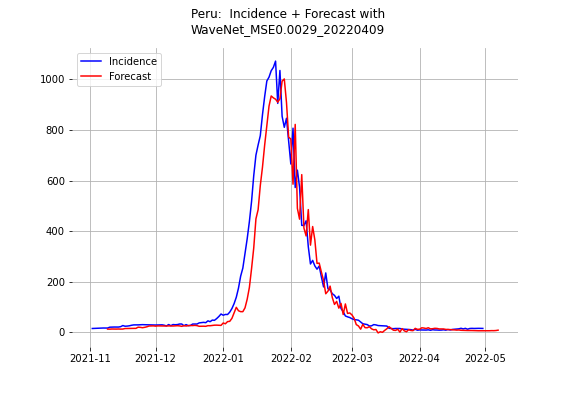 Peru:  Incidence + Forecast with
WaveNet_MSE0.0029_20220409
Incidence
Forecast
1000
800
600
400
200
0
2021-11 2021-12 2022-01 2022-02 2022-03 2022-04 2022-05